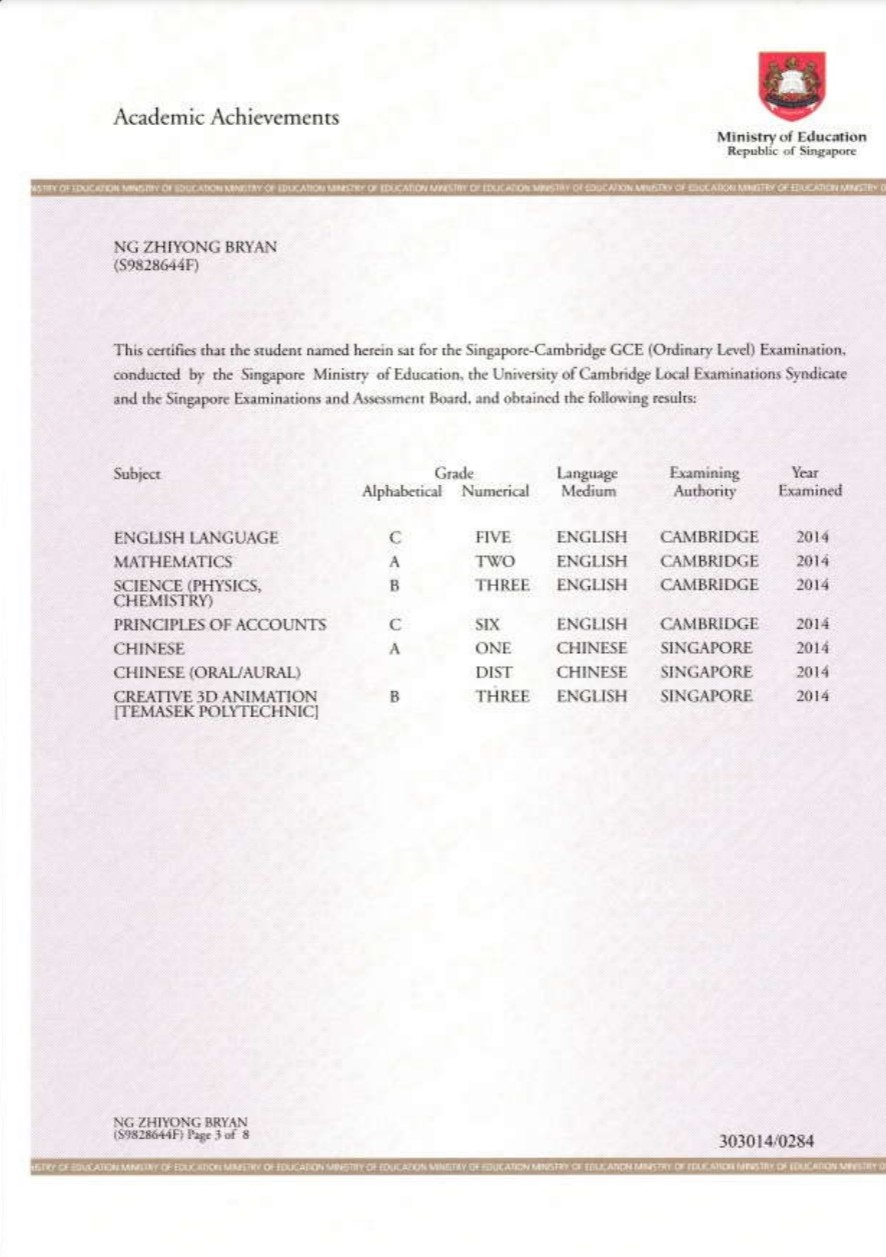 Academic Achievements
Ministry of Education
Republic of Singapore
MINISTRY OF EDUCATION MINISTRY OF EDUCATION MINISTRY OF EDUCATION MINISTRY OF EDUCATION MINISTRY OF EDUCATION MINISTRY OF EDUCATION MINISTRY OF EDUCATION MINISTRY OF EDUCATION
NG ZHIYONG BRYAN
(S9828644F)
This certifies that the student named herein sat for the Singapore-Cambridge GCE (Ordinary Level) Examination,
conducted by the Singapore Ministry of Education, the University of Cambridge Local Examinations Syndicate
and the Singapore Examinations and Assessment Board, and obtained the following results:
Subject Grade Language Examining Year
Alphabetical Numerical Medium Authority Examined
ENGLISH LANGUAGE C FIVE ENGLISH CAMBRIDGE 2014
MATHEMATICS A TWO ENGLISH CAMBRIDGE 2014
SCIENCE (PHYSICS, B THREE ENGLISH CAMBRIDGE 2014
CHEMISTRY)
PRINCIPLES OF ACCOUNTS C SIX ENGLISH CAMBRIDGE 2014
CHINESE A ONE CHINESE SINGAPORE 2014
CHINESE (ORAL/AURAL) DIST CHINESE SINGAPORE 2014
CREATIVE 3D ANIMATION B THREE ENGLISH SINGAPORE 2014
[TEMASEK POLYTECHNIC]
NG ZHIYONG BRYAN
(S9828644F) Page 3 of 8
303014/0284
MINISTRY OF EDUCATION MINISTRY OF EDUCATION MINISTRY OF EDUCATION MINISTRY OF EDUCATION MINISTRY OF EDUCATION MINISTRY OF EDUCATION MINISTRY OF EDUCATION MINISTRY OF EDUCATION